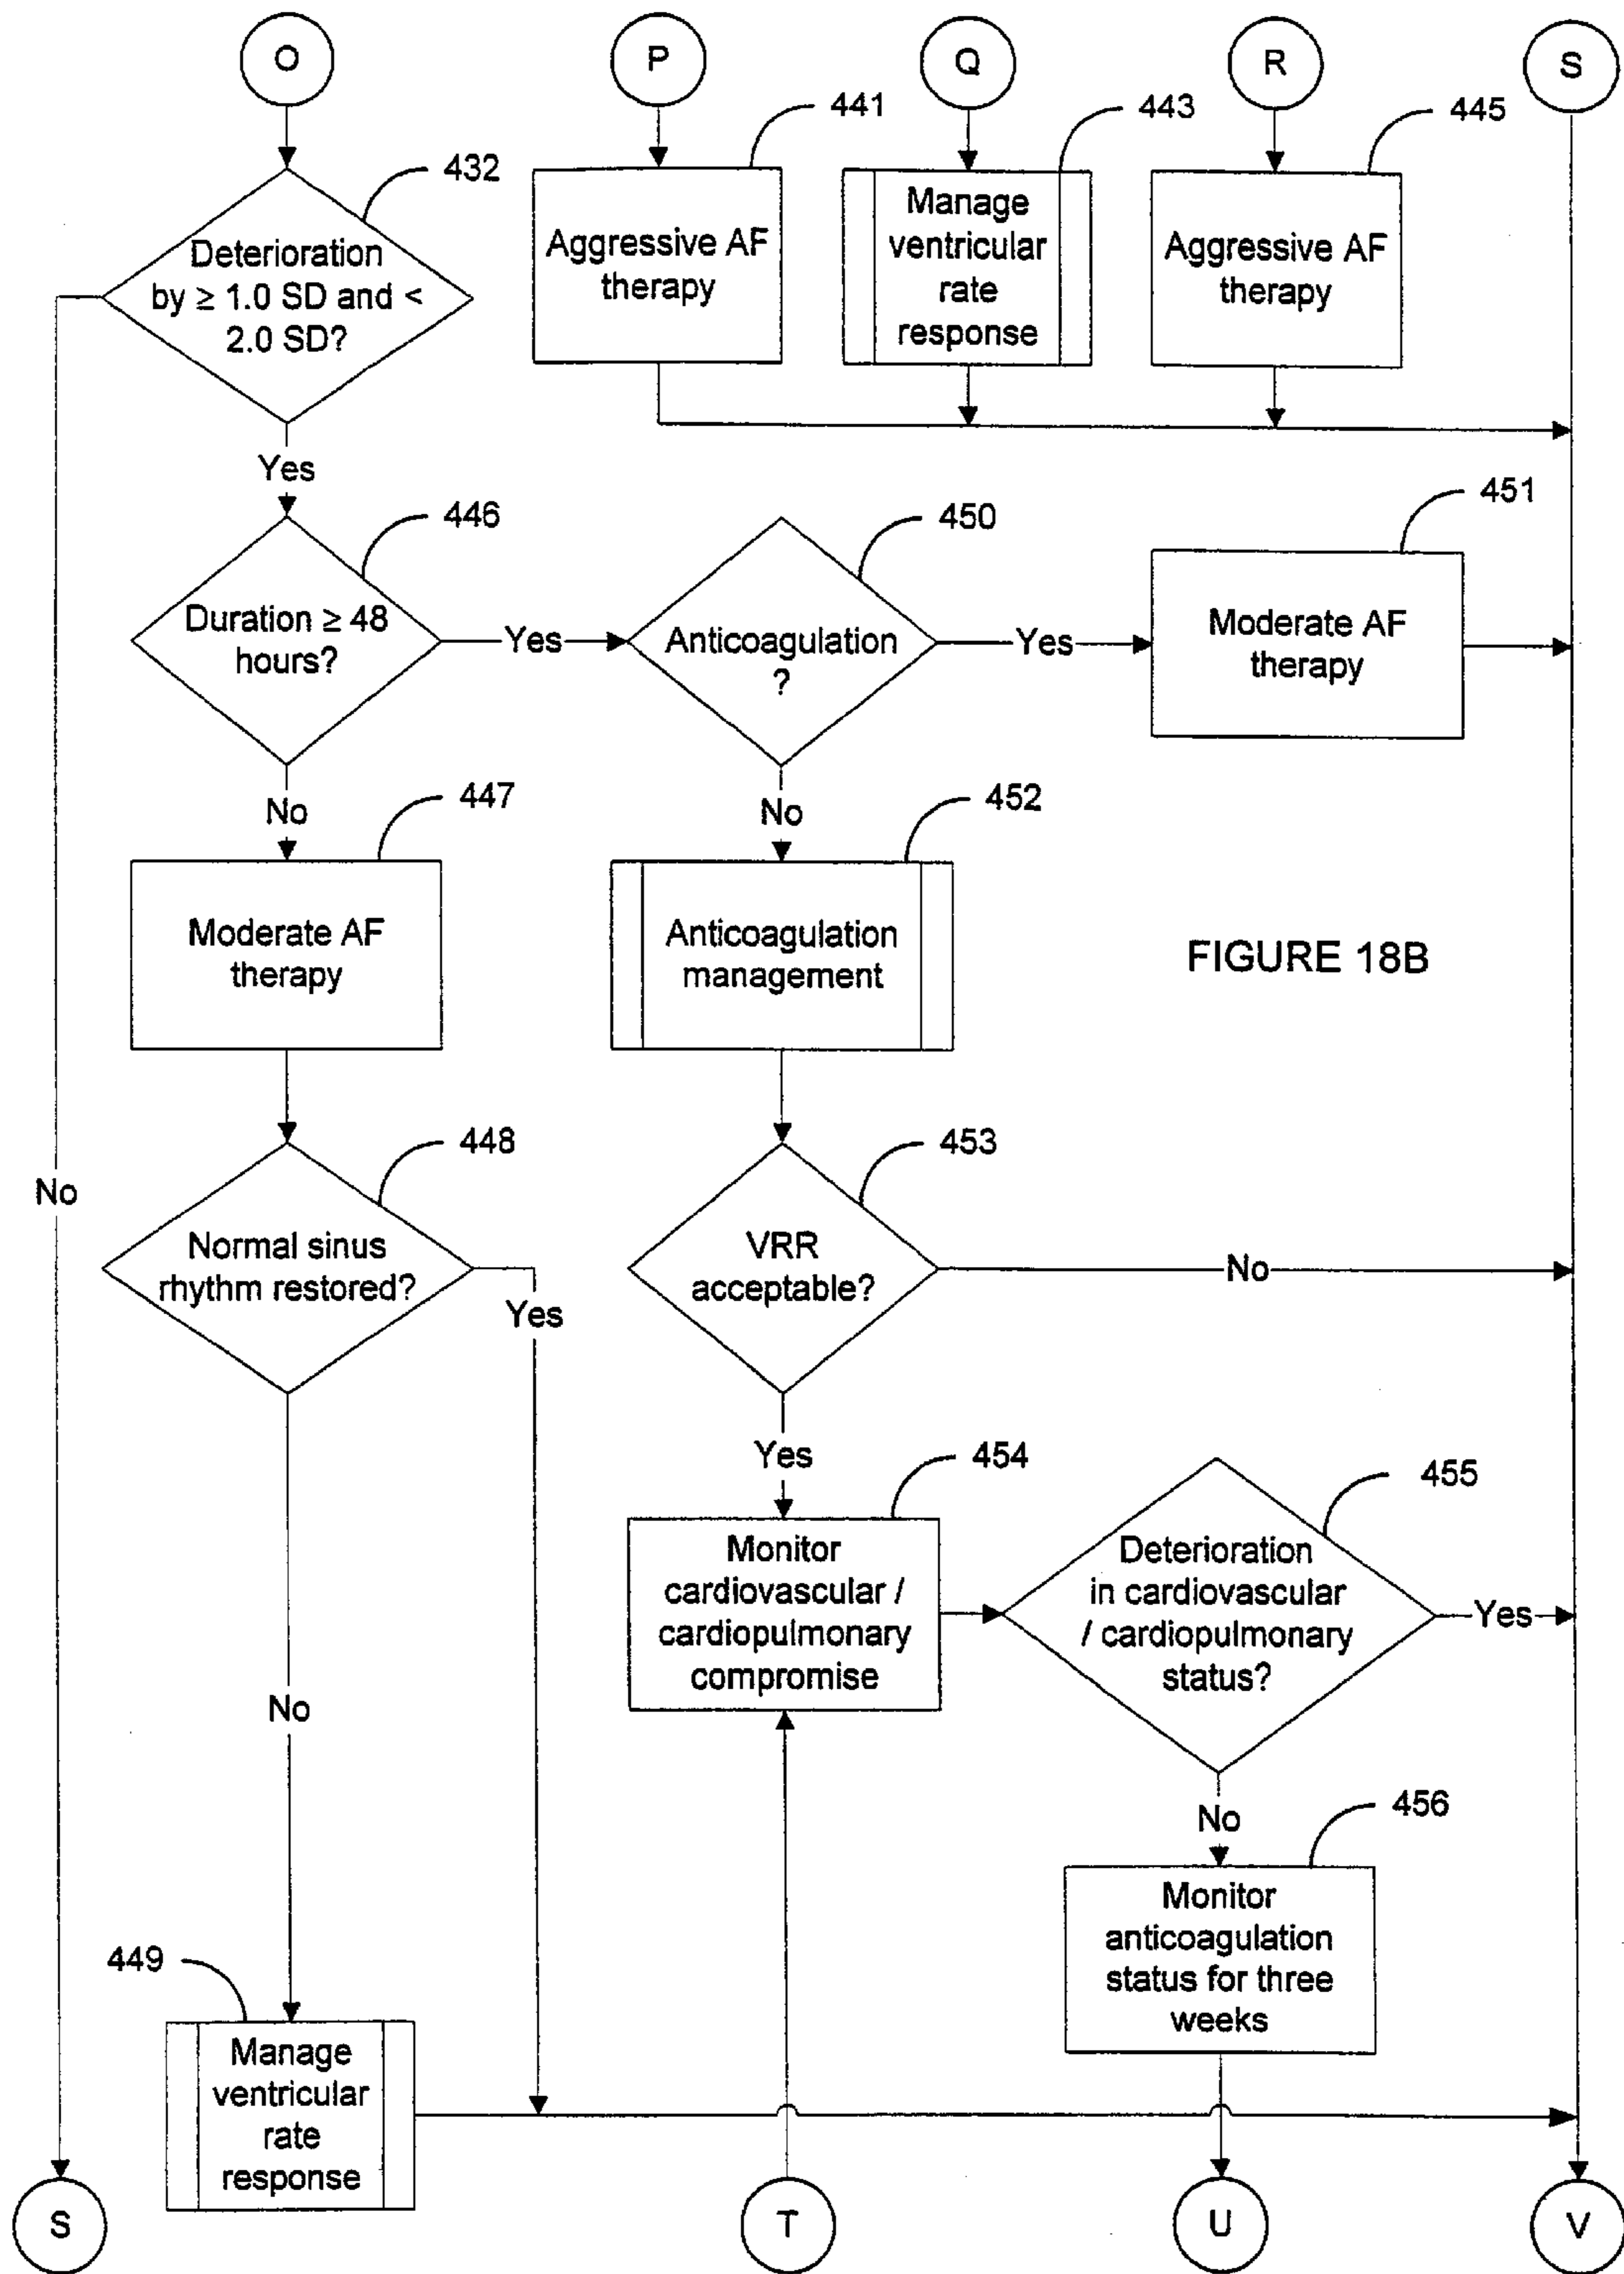 O
P
Q
R
S
432
441
443
445
Deterioration
by ≥ 1.0 SD and <
2.0 SD?
Aggressive AF
therapy
Manage
ventricular
rate
response
Aggressive AF
therapy
Yes
446
450
451
Duration ≥ 48
hours?
Yes
Anticoagulation
?
Yes
Moderate AF
therapy
No
447
No
452
Moderate AF
therapy
Anticoagulation
management
FIGURE 18B
No
448
453
Normal sinus
rhythm restored?
Yes
VRR
acceptable?
No
Yes
454
455
Monitor
cardiovascular /
cardiopulmonary
compromise
Deterioration
in cardiovascular
/ cardiopulmonary
status?
Yes
No
No
456
Monitor
anticoagulation
status for three
weeks
449
Manage
ventricular
rate
response
S
T
U
V